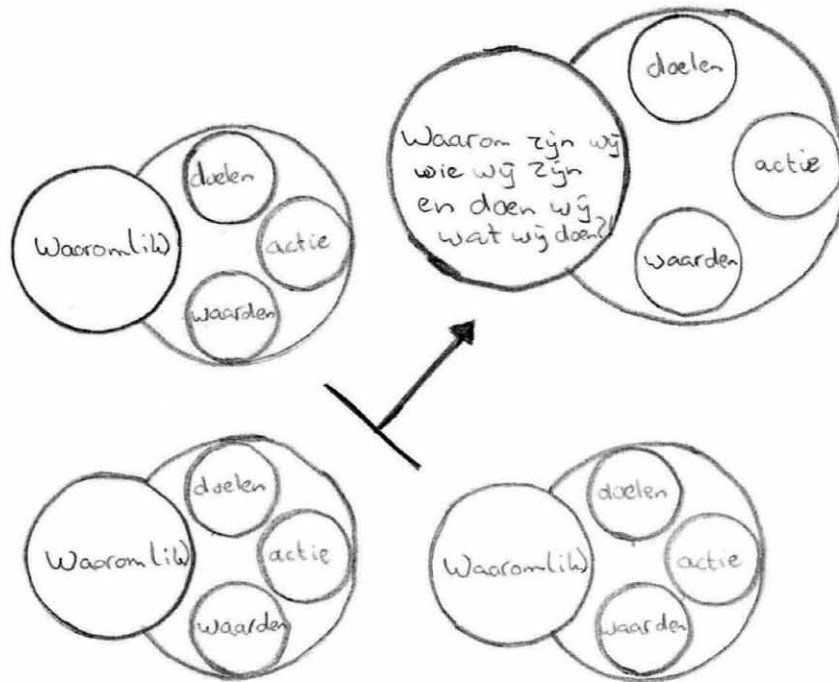 doelen
Waarom zijn wij
wie wij zijn
en doen wij
wat wij doen?!
actie
waarden
doelen
Waarom(ik)
actie
waarden
doelen
Waarom(ik)
actie
waarden
doelen
Waarom(ik)
actie
waarden